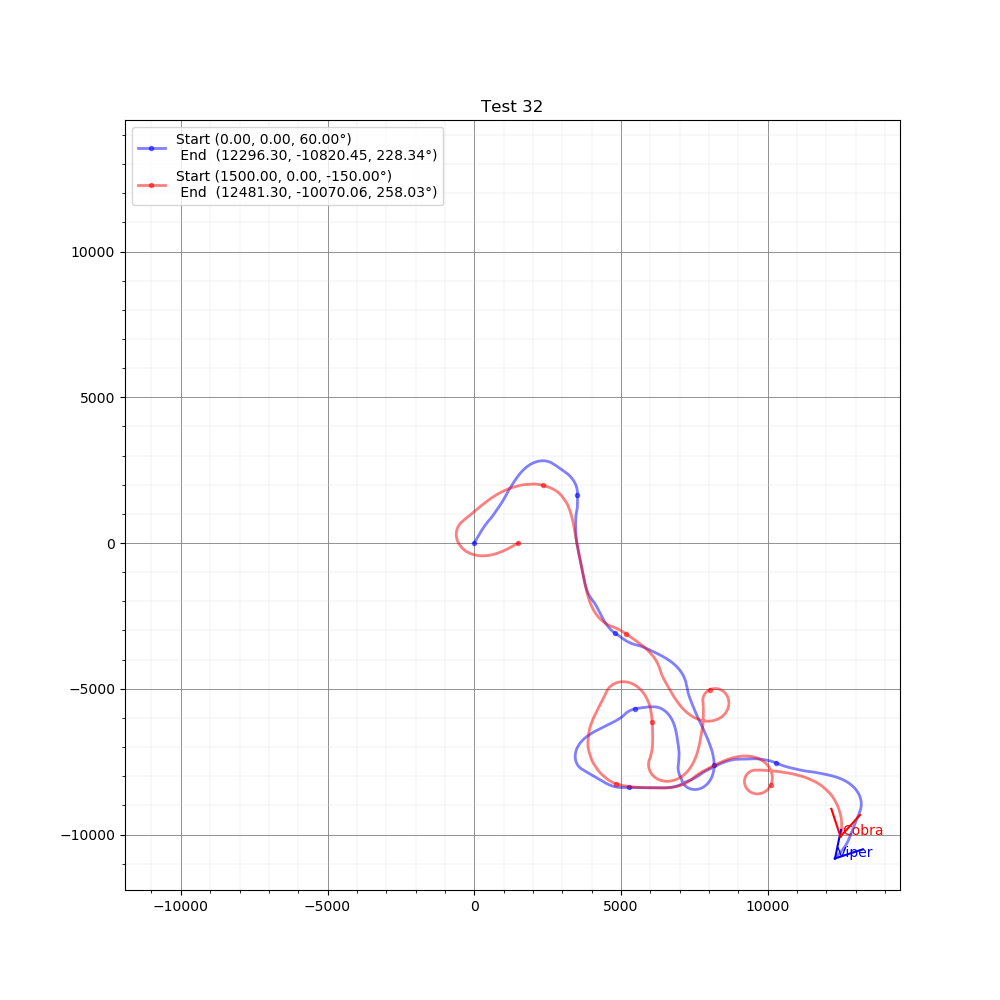 Test 32
Start (0.00, 0.00, 60.00°)
End  (12296.30, -10820.45, 228.34°)
Start (1500.00, 0.00, -150.00°)
End  (12481.30, -10070.06, 258.03°)
10000
5000
0
−5000
−10000
Cobra
Viper
−10000 −5000 0 5000 10000